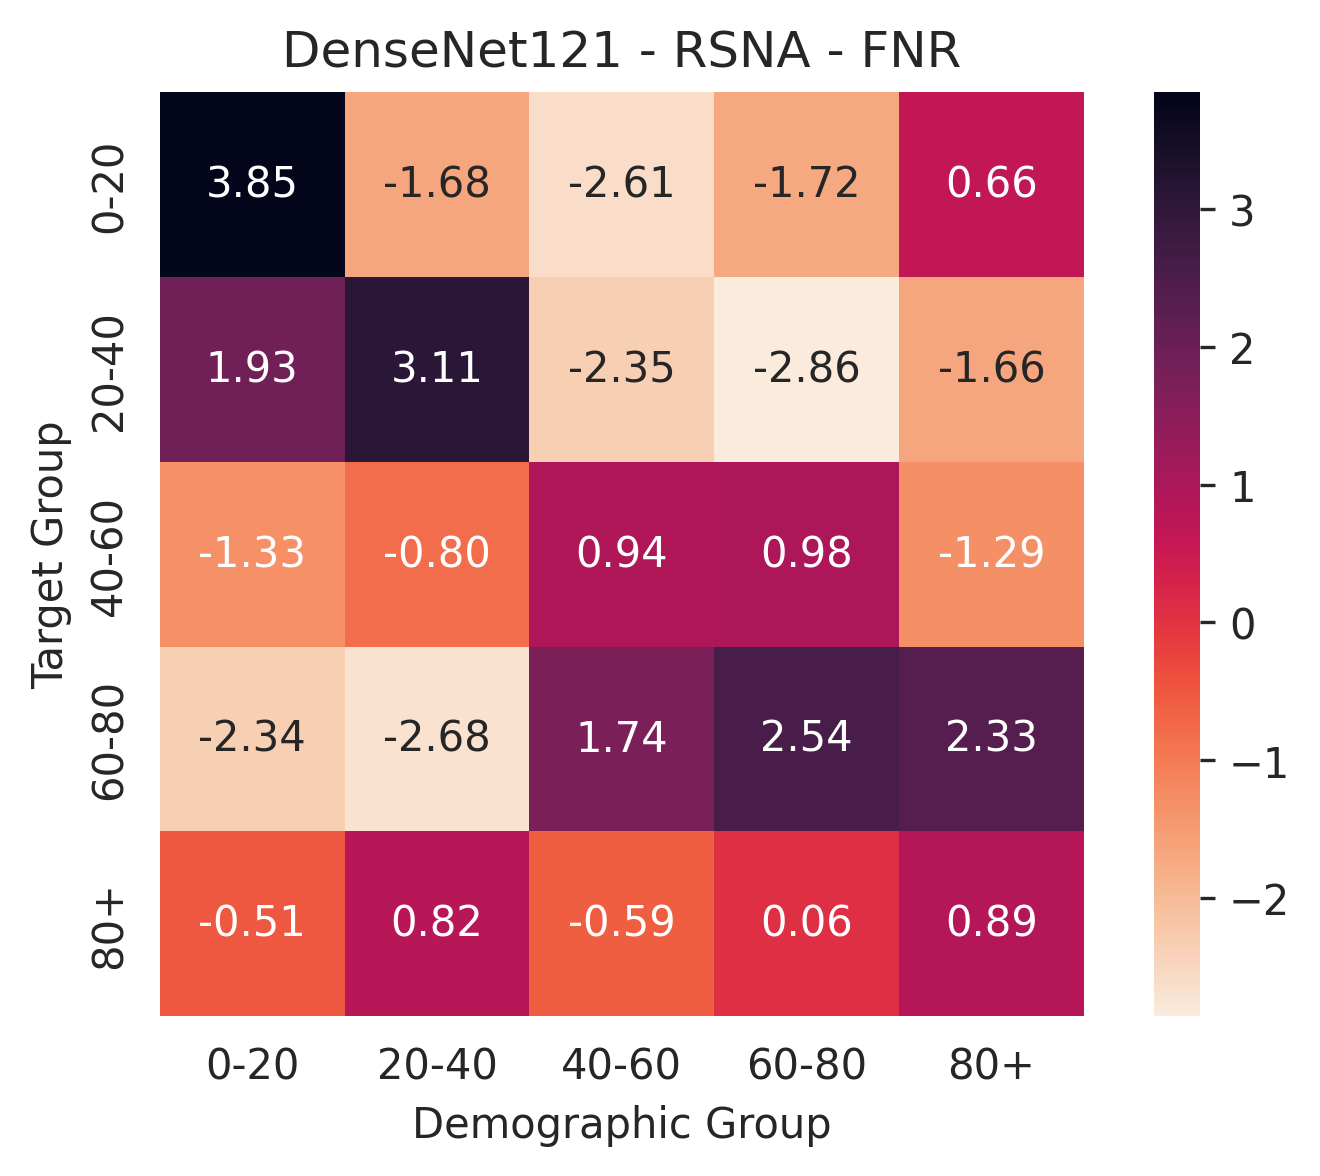 DenseNet121 - RSNA - FNR
Target Group
0-20 3.85 -1.68 -2.61 -1.72 0.66
20-40 1.93 3.11 -2.35 -2.86 -1.66
40-60 -1.33 -0.80 0.94 0.98 -1.29
60-80 -2.34 -2.68 1.74 2.54 2.33
80+ -0.51 0.82 -0.59 0.06 0.89
0-20 20-40 40-60 60-80 80+
Demographic Group
3
2
1
0
−1
−2